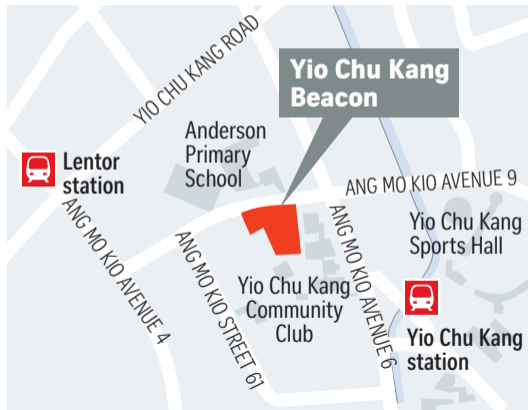 YIO CHU KANG ROAD
Yio Chu Kang
Beacon
Anderson
Primary
School
Lentor
station
ANG MO KIO AVENUE 9
ANG MO KIO AVENUE 4
ANG MO KIO STREET 61
ANG MO KIO AVENUE 6
Yio Chu Kang
Sports Hall
Yio Chu Kang
Community
Club
Yio Chu Kang
station